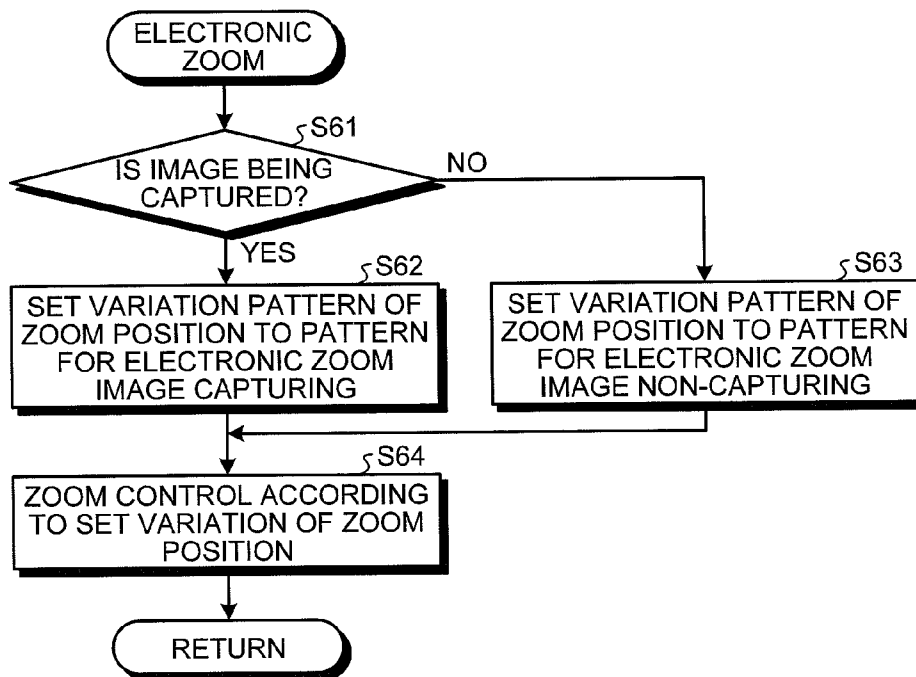 ELECTRONIC
ZOOM
S61
IS IMAGE BEING
CAPTURED?
NO
YES
S62
SET VARIATION PATTERN OF
ZOOM POSITION TO PATTERN
FOR ELECTRONIC ZOOM
IMAGE CAPTURING
S63
SET VARIATION PATTERN OF
ZOOM POSITION TO PATTERN
FOR ELECTRONIC ZOOM
IMAGE NON-CAPTURING
S64
ZOOM CONTROL ACCORDING
TO SET VARIATION OF ZOOM
POSITION
RETURN